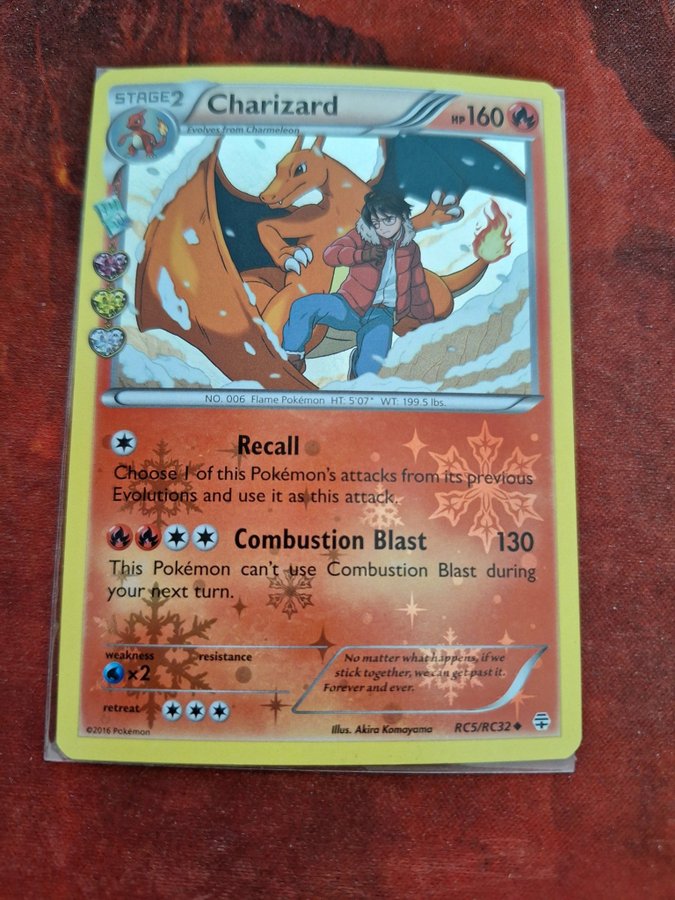 STAGE2 Charizard HP160
Evolves from Charmeleon
NO. 006 Flame Pokémon HT: 5'07" WT: 199.5 lbs.
Recall
Choose 1 of this Pokémon's attacks from its previous
Evolutions and use it as this attack.
Combustion Blast 130
This Pokémon can't use Combustion Blast during
your next turn.
weakness resistance
×2
No matter what happens, if we
stick together, we can get past it.
Forever and ever.
retreat
©2016 Pokémon Illus. Akira Komayama RC5/RC32